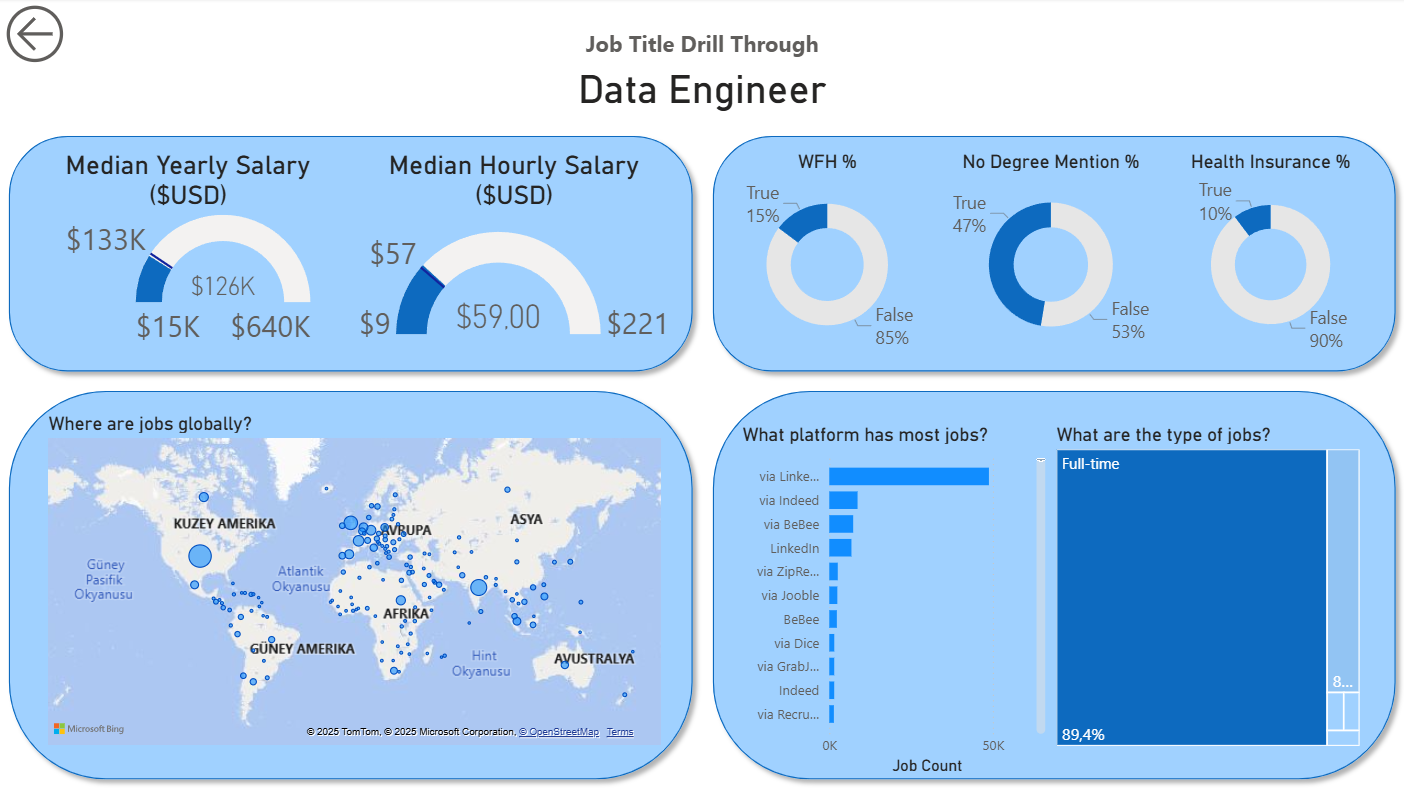 Job Title Drill Through
Data Engineer
Median Yearly Salary
($USD)
$133K
$126K
$15K
$640K
Median Hourly Salary
($USD)
$57
$9
$59,00
$221
WFH %
True
15%
False
85%
No Degree Mention %
True
47%
False
53%
Health Insurance %
True
10%
False
90%
Where are jobs globally?
KUZEY AMERIKA
AVRUPA
ASYA
Güney
Pasifik
Okyanusu
Atlantik
Okyanusu
AFRIKA
GÜNEY AMERIKA
Hint
Okyanusu
AVUSTRALYA
Microsoft Bing
© 2025 TomTom, © 2025 Microsoft Corporation, © OpenStreetMap Terms
What platform has most jobs?
via Linke...
via Indeed
via BeBee
LinkedIn
via ZipRe...
via Jooble
BeBee
via Dice
via GrabJ...
Indeed
via Recru...
0K
50K
Job Count
What are the type of jobs?
Full-time
89,4%
8...